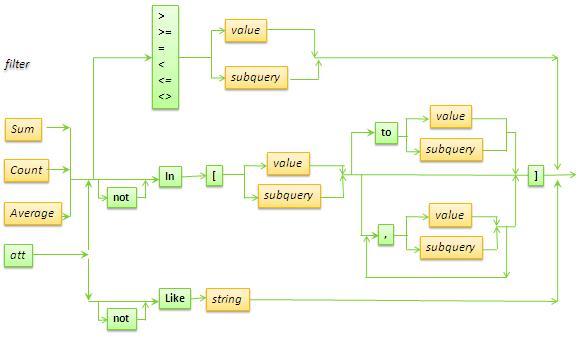 filter
>
>=
=
<
<=
<>
value
subquery
Sum
Count
Average
att
not
In
[
value
subquery
to
value
subquery
,
value
subquery
]
not
Like
string